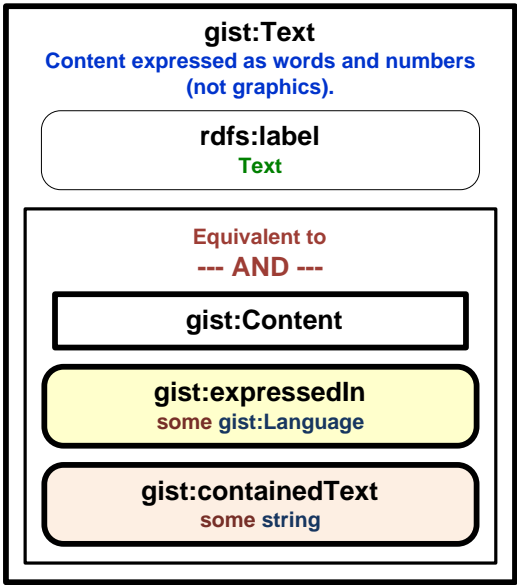 gist:Text
Content expressed as words and numbers
(not graphics).
rdfs:label
Text
Equivalent to
--- AND ---
gist:Content
gist:expressedIn
some gist:Language
gist:containedText
some string